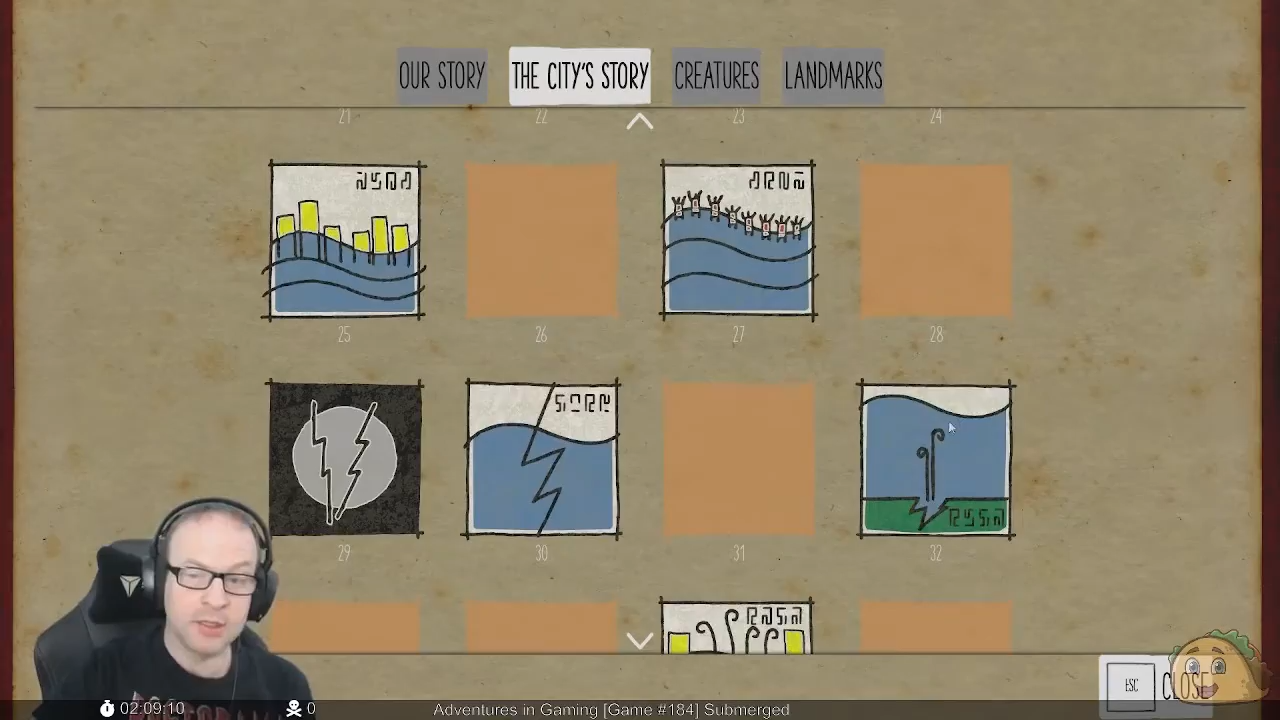 OUR STORY
THE CITY'S STORY
CREATURES
LANDMARKS
21
22
23
24
25
26
27
28
29
30
31
32
ESC
CLOSE
02:09:10
0
Adventures in Gaming [Game #184] Submerged